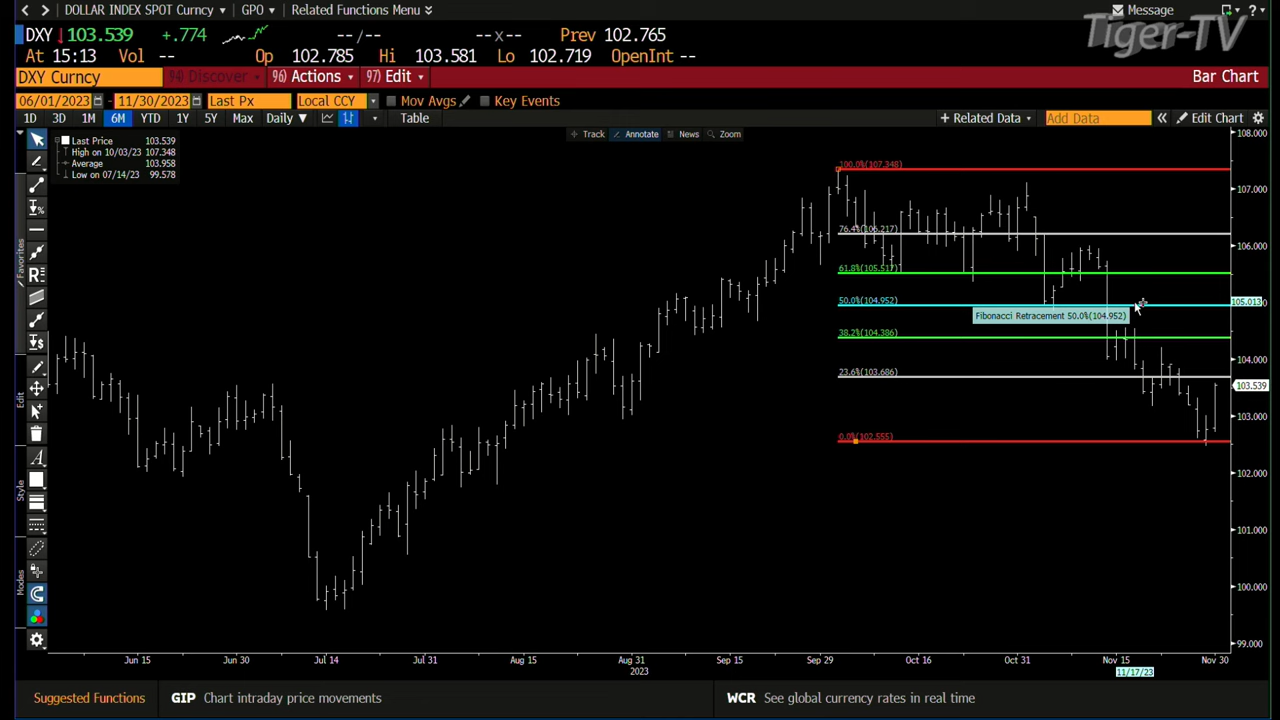 DOLLAR INDEX SPOT Curncy GPO Related Functions Menu Message
Tiger-TV
DXY 103.539 +.774 --/-- --x-- Prev 102.765
At 15:13 Vol -- Op 102.785 Hi 103.581 Lo 102.719 OpenInt --
DXY Curncy 94) Discover 96) Actions 97) Edit Bar Chart
06/01/2023 - 11/30/2023 Last Px Local CCY Mov Avgs Key Events
1D 3D 1M 6M YTD 1Y 5Y Max Daily Table + Related Data Add Data Edit Chart
Track Annotate News Zoom
Last Price 103.539
High on 10/03/23 107.348
Average 103.958
Low on 07/14/23 99.578
108.000
100.0%(107.348)
107.000
76.4%(106.217)
106.000
61.8%(105.517)
50.0%(104.952)
105.013
Fibonacci Retracement 50.0%(104.952)
38.2%(104.386)
104.000
23.6%(103.686)
103.539
103.000
0.0%(102.555)
102.000
101.000
100.000
99.000
Favorites
Edit
Style
Modes
Jun 15 Jun 30 Jul 14 Jul 31 Aug 15 Aug 31 Sep 15 Sep 29 Oct 16 Oct 31 Nov 15 Nov 30
2023
11/17/23
Suggested Functions GIP Chart intraday price movements WCR See global currency rates in real time